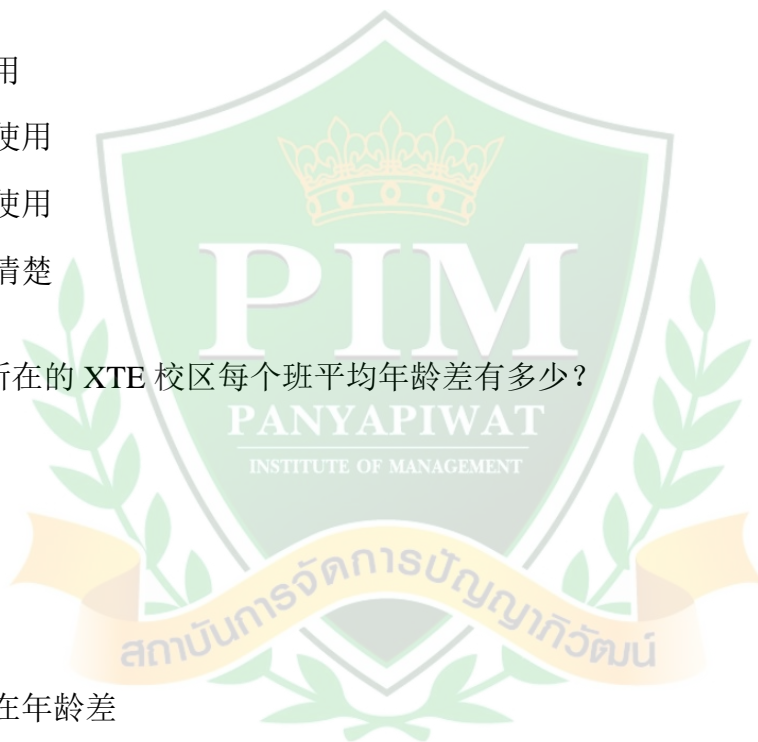 用
使用
使用
清楚
所在的 XTE 校区每个班平均年龄差有多少？
PIM
PANYAPIWAT
INSTITUTE OF MANAGEMENT
สถาบันการจัดการปัญญาภิวัฒน์
在年龄差